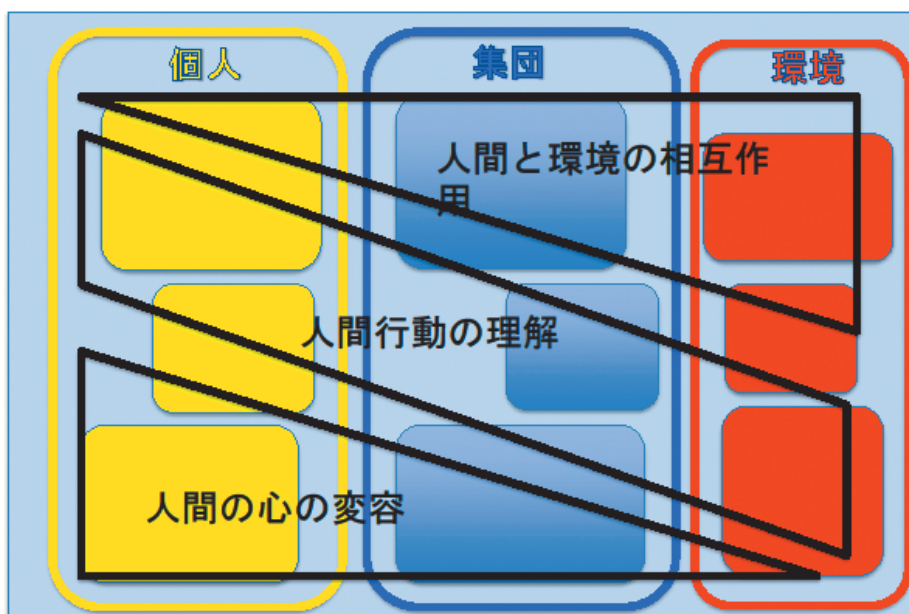 個人
集団
環境
人間と環境の相互作
用
人間行動の理解
人間の心の変容